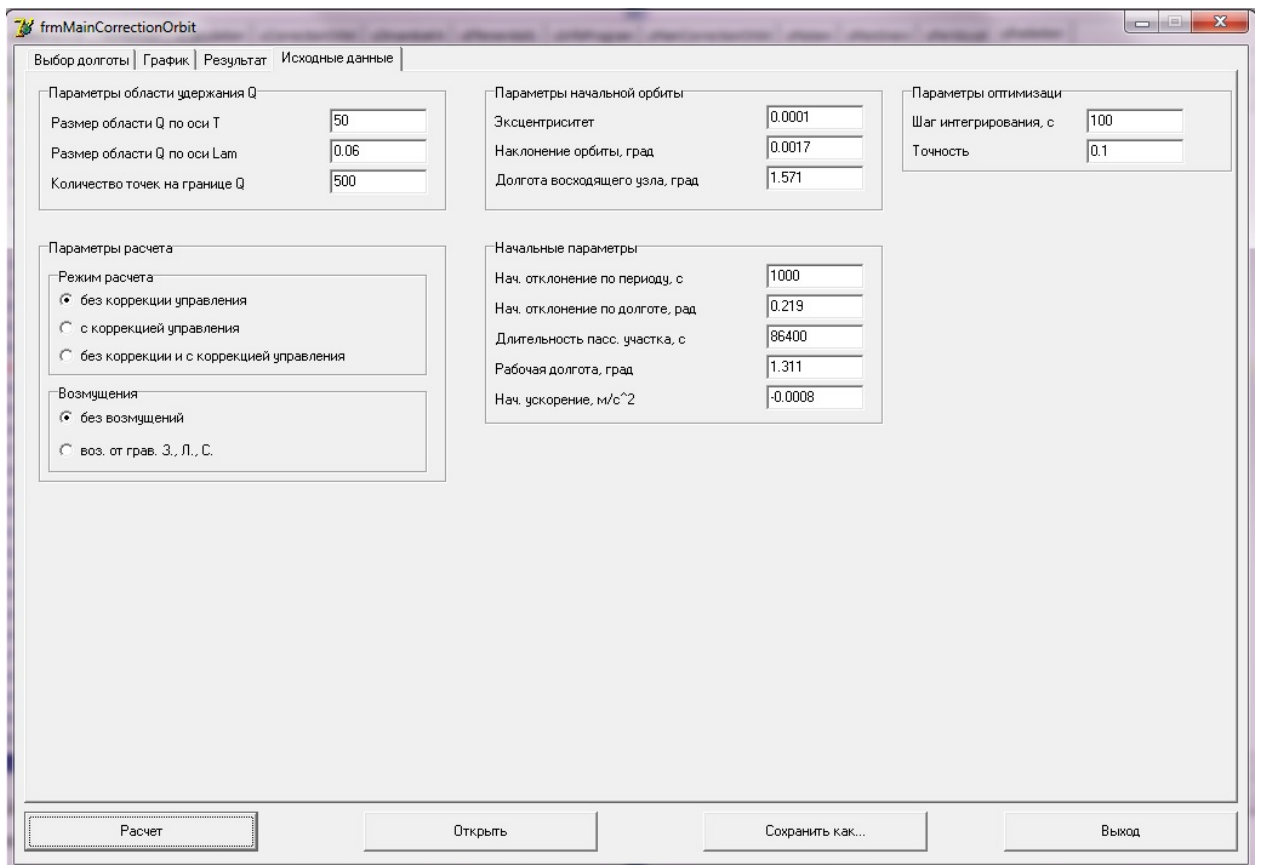 frmMainCorrectionOrbit
Выбор долготы
График
Результат
Исходные данные
Параметры области удержания Q
Размер области Q по оси T
50
Размер области Q по оси Lam
0.06
Количество точек на границе Q
500
Параметры начальной орбиты
Эксцентриситет
0.0001
Наклонение орбиты, град
0.0017
Долгота восходящего узла, град
1.571
Параметры оптимизаци
Шаг интегрирования, с
100
Точность
0.1
Параметры расчета
Режим расчета
без коррекции управления
с коррекцией управления
без коррекции и с коррекцией управления
Возмущения
без возмущений
воз. от грав. З., Л., С.
Начальные параметры
Нач. отклонение по периоду, с
1000
Нач. отклонение по долготе, рад
0.219
Длительность пасс. участка, с
86400
Рабочая долгота, град
1.311
Нач. ускорение, м/с^2
-0.0008
Расчет
Открыть
Сохранить как...
Выход